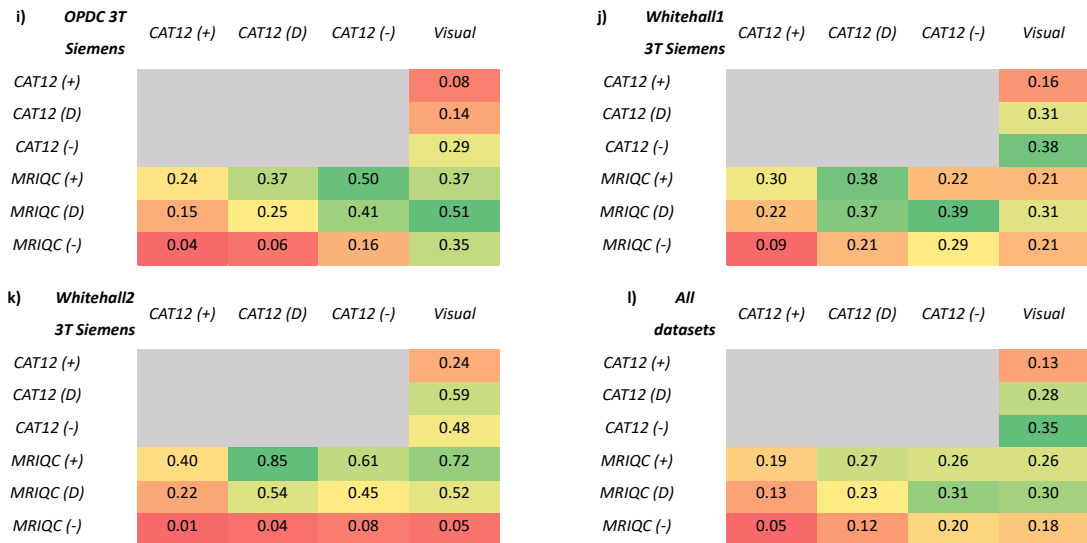 i) OPDC 3T Siemens CAT12 (+) CAT12 (D) CAT12 (-) Visual
CAT12 (+) 0.08
CAT12 (D) 0.14
CAT12 (-) 0.29
MRIQC (+) 0.24 0.37 0.50 0.37
MRIQC (D) 0.15 0.25 0.41 0.51
MRIQC (-) 0.04 0.06 0.16 0.35
j) Whitehall1 3T Siemens CAT12 (+) CAT12 (D) CAT12 (-) Visual
CAT12 (+) 0.16
CAT12 (D) 0.31
CAT12 (-) 0.38
MRIQC (+) 0.30 0.38 0.22 0.21
MRIQC (D) 0.22 0.37 0.39 0.31
MRIQC (-) 0.09 0.21 0.29 0.21
k) Whitehall2 3T Siemens CAT12 (+) CAT12 (D) CAT12 (-) Visual
CAT12 (+) 0.24
CAT12 (D) 0.59
CAT12 (-) 0.48
MRIQC (+) 0.40 0.85 0.61 0.72
MRIQC (D) 0.22 0.54 0.45 0.52
MRIQC (-) 0.01 0.04 0.08 0.05
l) All datasets CAT12 (+) CAT12 (D) CAT12 (-) Visual
CAT12 (+) 0.13
CAT12 (D) 0.28
CAT12 (-) 0.35
MRIQC (+) 0.19 0.27 0.26 0.26
MRIQC (D) 0.13 0.23 0.31 0.30
MRIQC (-) 0.05 0.12 0.20 0.18